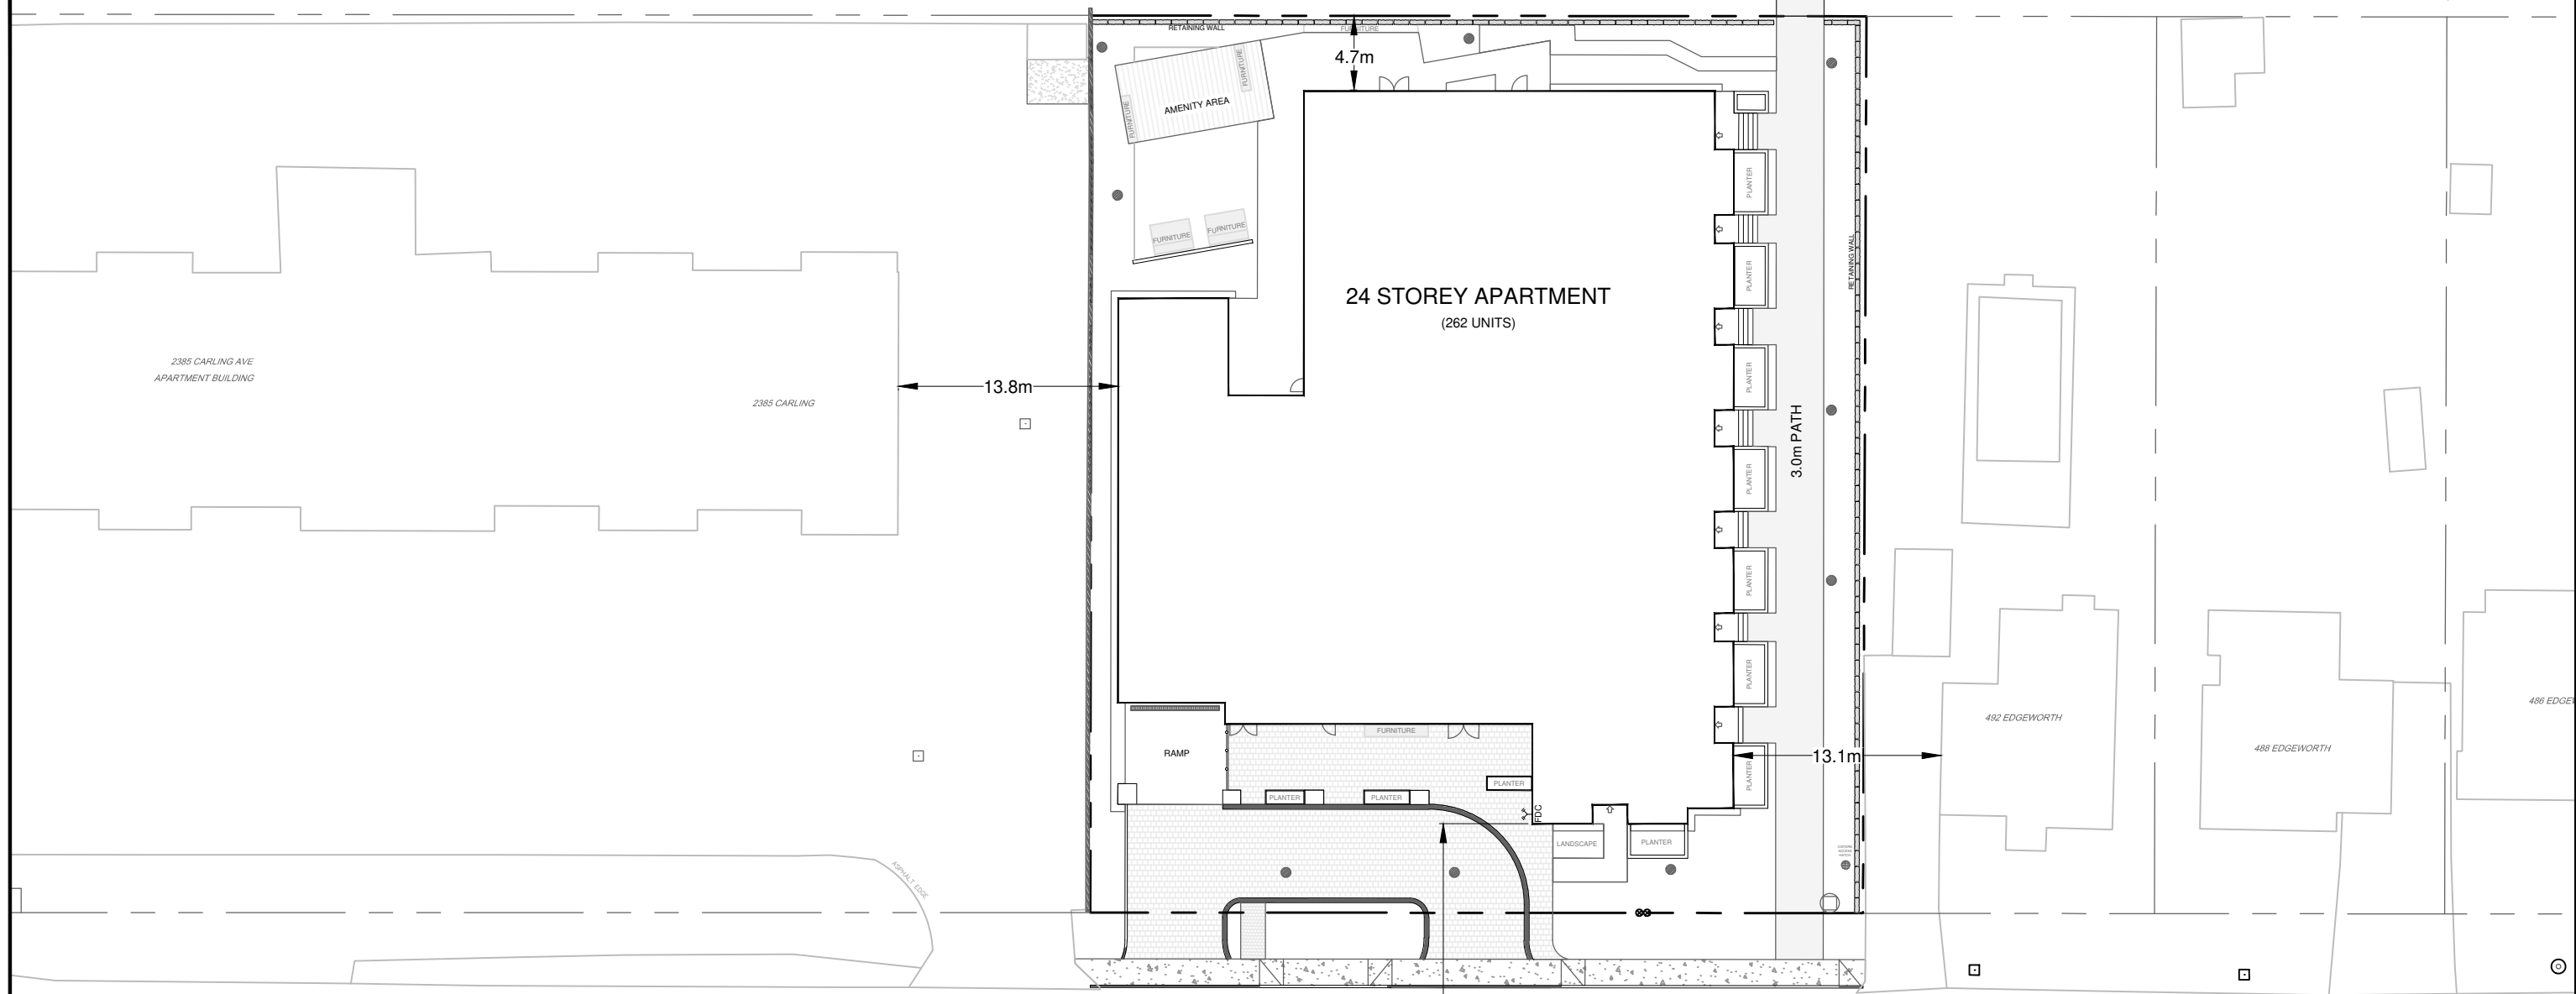 RETAINING WALL
FURNITURE
4.7m
FURNITURE
AMENITY AREA
FURNITURE
PLANTER
FURNITURE
FURNITURE
RETAINING WALL
PLANTER
24 STOREY APARTMENT
(262 UNITS)
2385 CARLING AVE
APARTMENT BUILDING
13.8m
PLANTER
2385 CARLING
3.0m PATH
PLANTER
PLANTER
PLANTER
492 EDGEWORTH
488 EDGEWORTH
486 EDGEW
FURNITURE
RAMP
13.1m
PLANTER
PLANTER
PLANTER
PLANTER
FDC
LANDSCAPE
PLANTER
ASPHALT EDGE